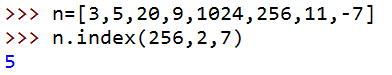 >>> n=[3,5,20,9,1024,256,11,-7]
>>> n.index(256,2,7)
5